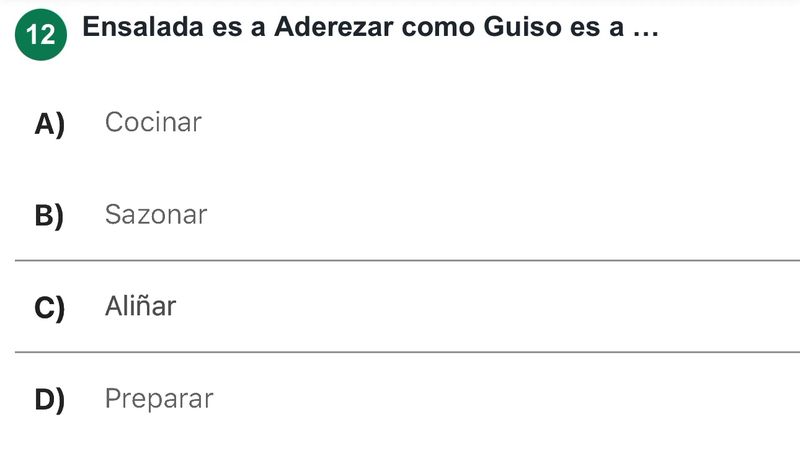 12 Ensalada es a Aderezar como Guiso es a ...
A) Cocinar
B) Sazonar
C) Aliñar
D) Preparar